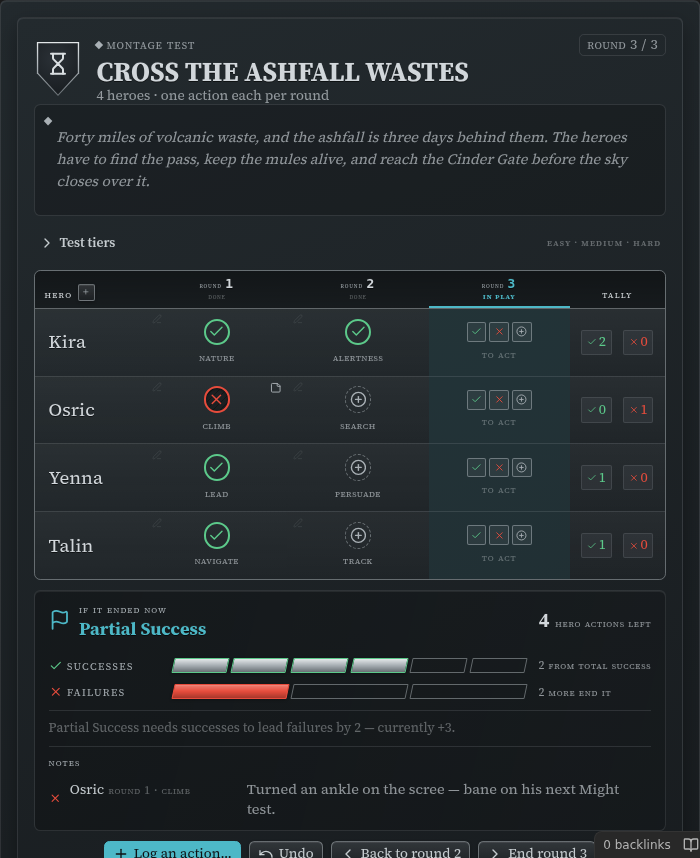 MONTAGE TEST
ROUND 3 / 3
CROSS THE ASHFALL WASTES
4 heroes · one action each per round
Forty miles of volcanic waste, and the ashfall is three days behind them. The heroes
have to find the pass, keep the mules alive, and reach the Cinder Gate before the sky
closes over it.
Test tiers
EASY · MEDIUM · HARD
HERO +
ROUND 1
DONE
ROUND 2
DONE
ROUND 3
IN PLAY
TALLY
Kira
NATURE
ALERTNESS
TO ACT
2
0
Osric
CLIMB
SEARCH
TO ACT
0
1
Yenna
LEAD
PERSUADE
TO ACT
1
0
Talin
NAVIGATE
TRACK
TO ACT
1
0
IF IT ENDED NOW
Partial Success
4 HERO ACTIONS LEFT
SUCCESSES
2 FROM TOTAL SUCCESS
FAILURES
2 MORE END IT
Partial Success needs successes to lead failures by 2 — currently +3.
NOTES
Osric ROUND 1 · CLIMB
Turned an ankle on the scree — bane on his next Might
test.
+ Log an action...
Undo
Back to round 2
End round 3
0 backlinks